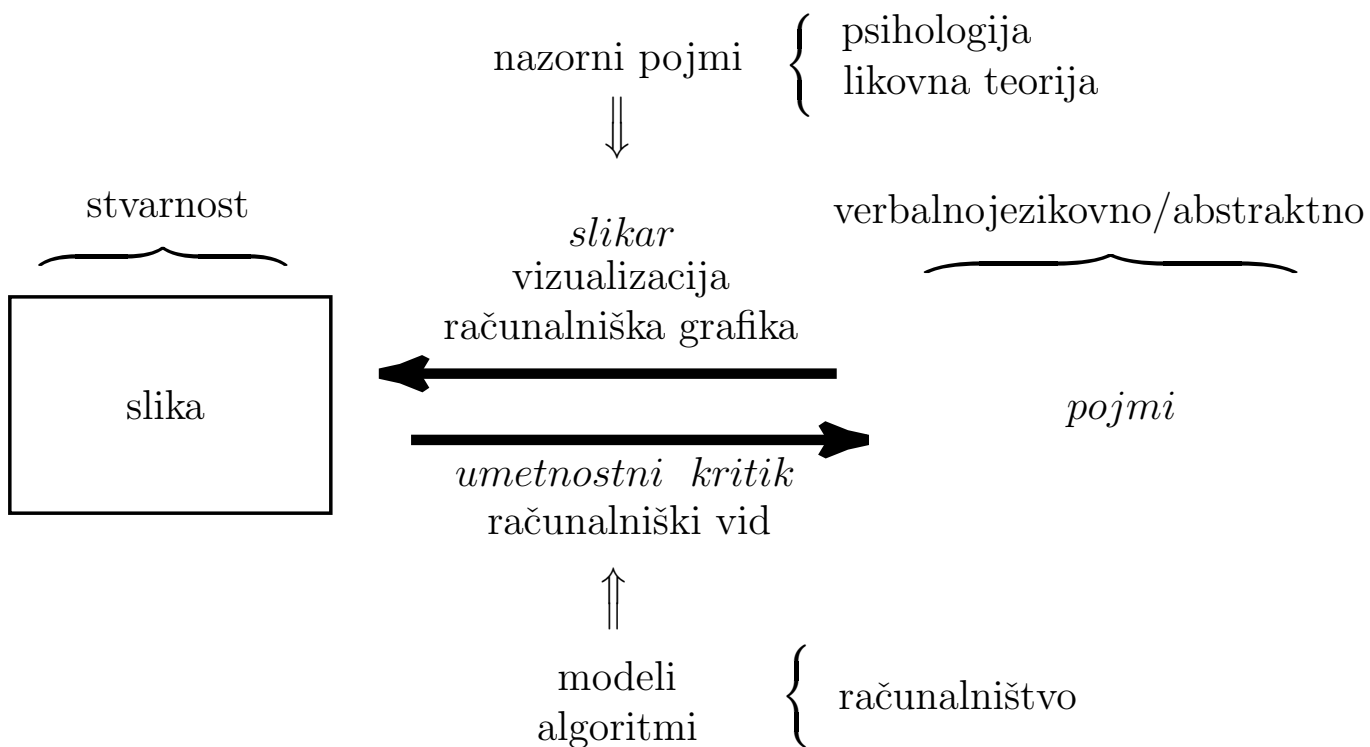 psihologija
nazorni pojmi
likovna teorija
stvarnost
verbalnojezikovno/abstraktno
slikar
vizualizacija
računalniška grafika
slika
pojmi
umetnostni kritik
računalniški vid
modeli
računalništvo
algoritmi